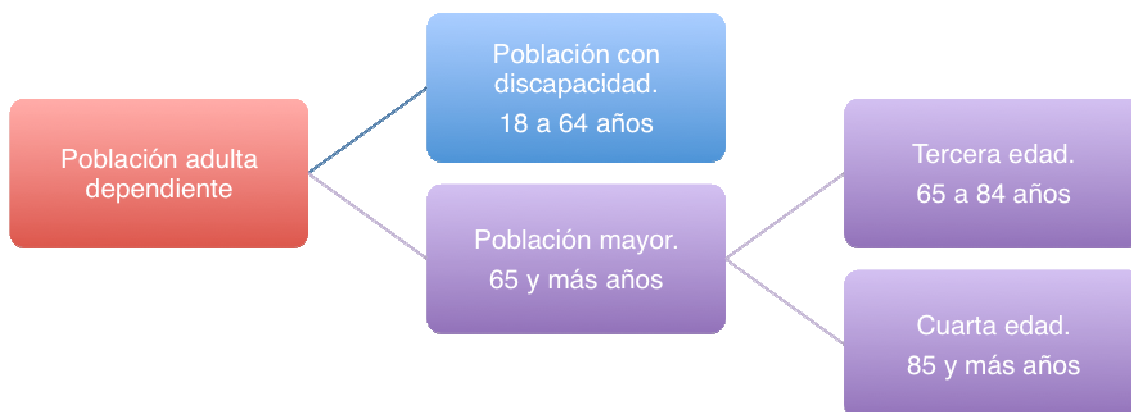 Población adulta
dependiente
Población con
discapacidad.
18 a 64 años
Población mayor.
65 y más años
Tercera edad.
65 a 84 años
Cuarta edad.
85 y más años